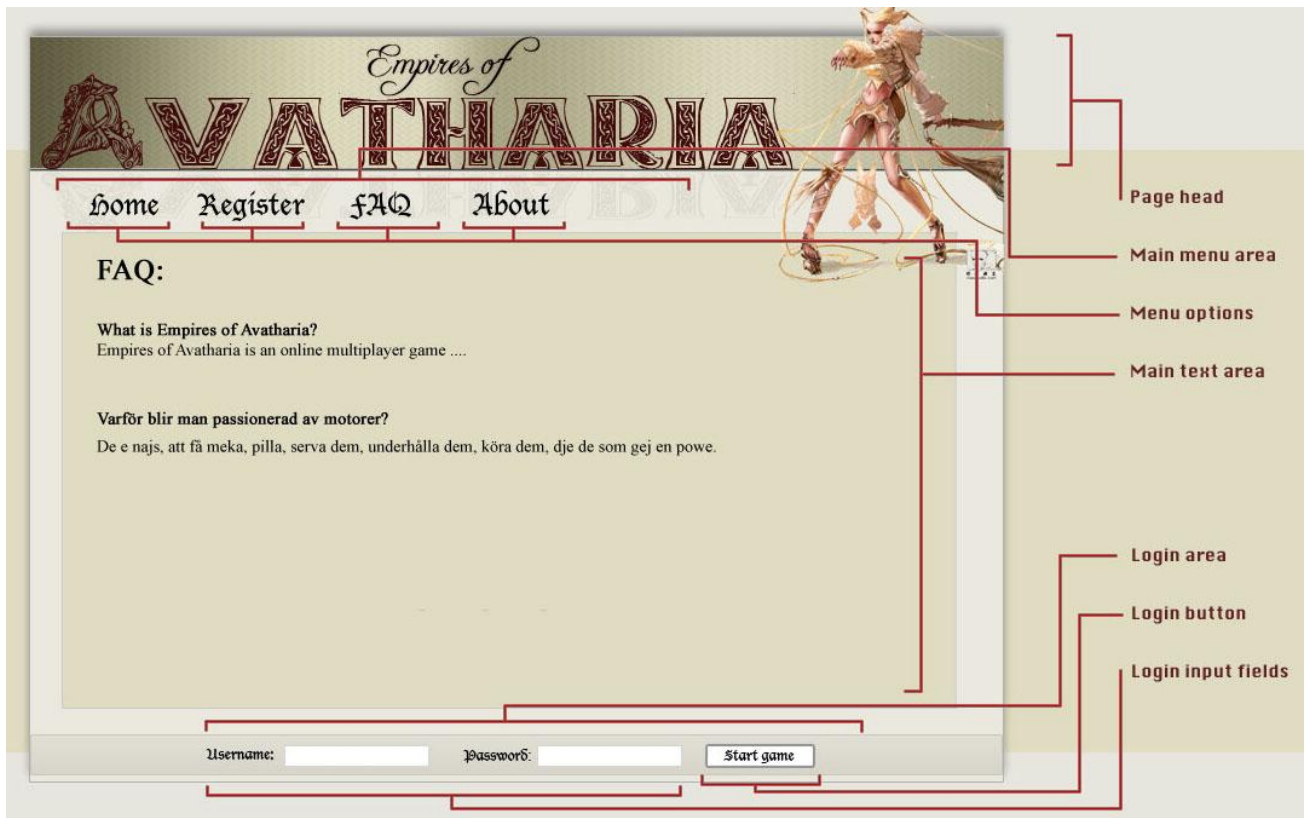 Empires of
AVATHARIA
Home Register FAQ About
FAQ:
What is Empires of Avatharia?
Empires of Avatharia is an online multiplayer game ....
Varför blir man passionerad av motorer?
De e najs, att få meka, pilla, serva dem, underhålla dem, köra dem, dje de som gej en powe.
Username:
Password:
Start game
Page head
Main menu area
Menu options
Main text area
Login area
Login button
Login input fields